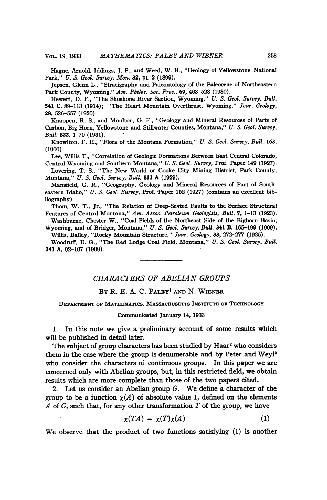 VOL. 19, 1933 MATHEMATICS: PALEY AND WIENER 253
Hague, Arnold, Iddings, J. P., and Weed, W. H., "Geology of Yellowstone National
Park," U. S. Geol. Survey, Mon. 32, pt. 2 (1899).
Jepsen, Glenn L., "Stratigraphy and Paleontology of the Paleocene of Northeastern
Park County, Wyoming," Am. Philos. Soc. Proc., 69, 463–528 (1930).
Hewett, D. F., "The Shoshone River Section, Wyoming," U. S. Geol. Survey, Bull.
541 C, 89–113 (1914); "The Heart Mountain Overthrust, Wyoming," Jour. Geology,
28, 536–557 (1920).
Knappen, R. S., and Moulton, G. F., "Geology and Mineral Resources of Parts of
Carbon, Big Horn, Yellowstone and Stillwater Counties, Montana," U. S. Geol. Survey,
Bull. 822, 1–70 (1931).
Knowlton, F. H., "Flora of the Montana Formation," U. S. Geol. Survey, Bull. 163,
(1900).
Lee, Willis T., "Correlation of Geologic Formations Between East Central Colorado,
Central Wyoming and Southern Montana," U. S. Geol. Survey, Prof. Paper 149 (1927).
Lovering, T. S., "The New World or Cooke City Mining District, Park County,
Montana," U. S. Geol. Survey, Bull. 811 A (1929).
Mansfield, G. R., "Geography, Geology and Mineral Resources of Part of South-
eastern Idaho," U. S. Geol. Survey, Prof. Paper 152 (1927) (contains an excellent bib-
liography).
Thom, W. T., Jr., "The Relation of Deep-Seated Faults to the Surface Structural
Features of Central Montana," Am. Assoc. Petroleum Geologists, Bull. 7, 1–13 (1923).
Washburne, Chester W., "Coal Fields of the Northeast Side of the Bighorn Basin,
Wyoming, and of Bridger, Montana," U. S. Geol. Survey, Bull. 341 B, 165–199 (1909).
Willis, Bailey, "Rocky Mountain Structure," Jour. Geology, 33, 272–277 (1925).
Woodruff, E. G., "The Red Lodge Coal Field, Montana," U. S. Geol. Survey, Bull.
341 A, 92–107 (1909).
CHARACTERS OF ABELIAN GROUPS
BY R. E. A. C. PALEY¹ AND N. WIENER
DEPARTMENT OF MATHEMATICS, MASSACHUSETTS INSTITUTE OF TECHNOLOGY
Communicated January 14, 1933
1. In this note we give a preliminary account of some results which
will be published in detail later.
The subject of group characters has been studied by Haar² who considers
them in the case where the group is denumerable and by Peter and Weyl³
who consider the characters of continuous groups. In this paper we are
concerned only with Abelian groups, but, in this restricted field, we obtain
results which are more complete than those of the two papers cited.
2. Let us consider an Abelian group G. We define a character of the
group to be a function χ(A) of absolute value 1, defined on the elements
A of G, such that, for any other transformation T of the group, we have
χ(TA) = χ(T)χ(A) (1)
We observe that the product of two functions satisfying (1) is another